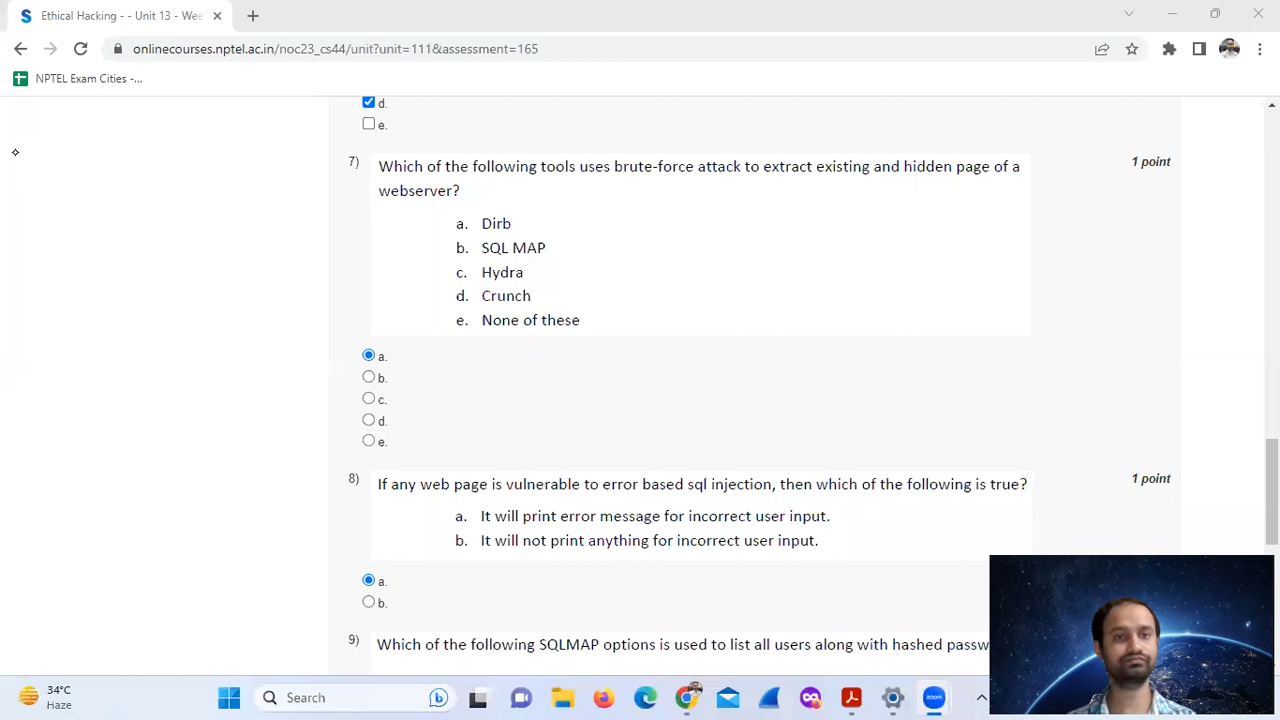 Ethical Hacking - - Unit 13 - Wee
onlinecourses.nptel.ac.in/noc23_cs44/unit?unit=111&assessment=165
NPTEL Exam Cities -...
d.
e.
7) Which of the following tools uses brute-force attack to extract existing and hidden page of a 1 point
webserver?
a. Dirb
b. SQL MAP
c. Hydra
d. Crunch
e. None of these
a.
b.
c.
d.
e.
8) If any web page is vulnerable to error based sql injection, then which of the following is true? 1 point
a. It will print error message for incorrect user input.
b. It will not print anything for incorrect user input.
a.
b.
9) Which of the following SQLMAP options is used to list all users along with hashed passw
34°C
Haze
Search
zoom